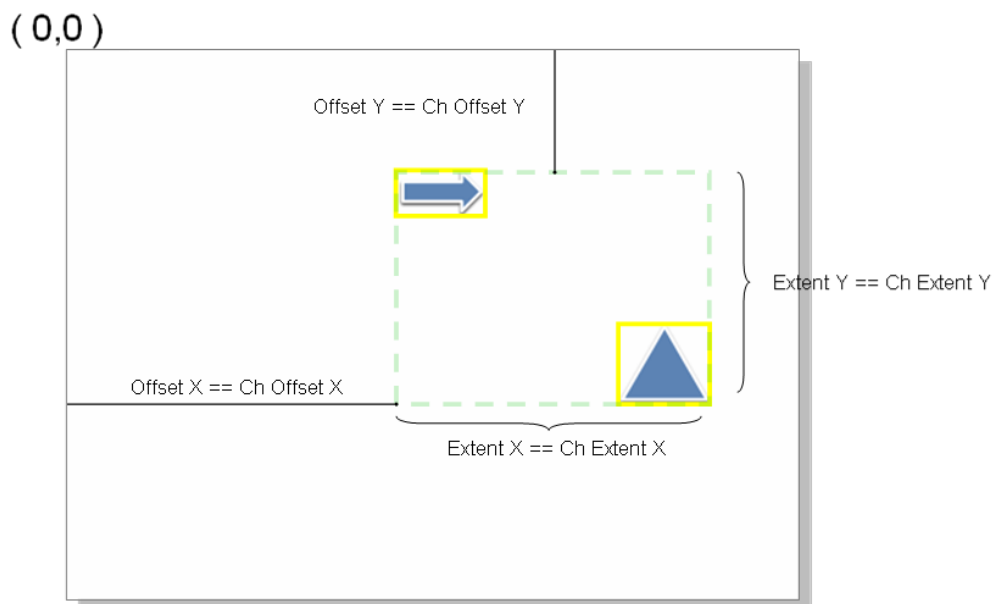 ( 0,0 )
Offset Y == Ch Offset Y
Extent Y == Ch Extent Y
Offset X == Ch Offset X
Extent X == Ch Extent X